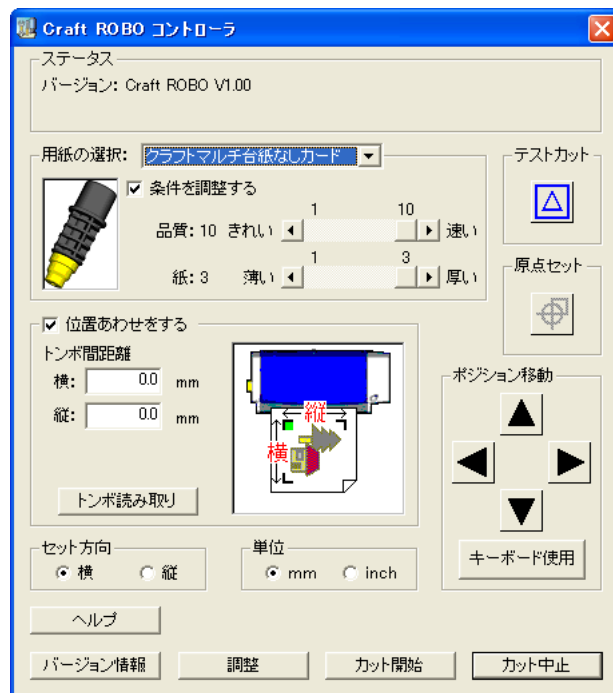 Craft ROBO コントローラ
ステータス
バージョン: Craft ROBO V1.00
用紙の選択: クラフトマルチ台紙なしカード
テストカット
条件を調整する
1 10
品質: 10 きれい 速い
1 3
紙: 3 薄い 厚い
原点セット
位置あわせをする
トンボ間距離
横: 0.0 mm
縦: 0.0 mm
縦
横
トンボ読み取り
ポジション移動
キーボード使用
セット方向
横 縦
単位
mm inch
ヘルプ
バージョン情報 調整 カット開始 カット中止